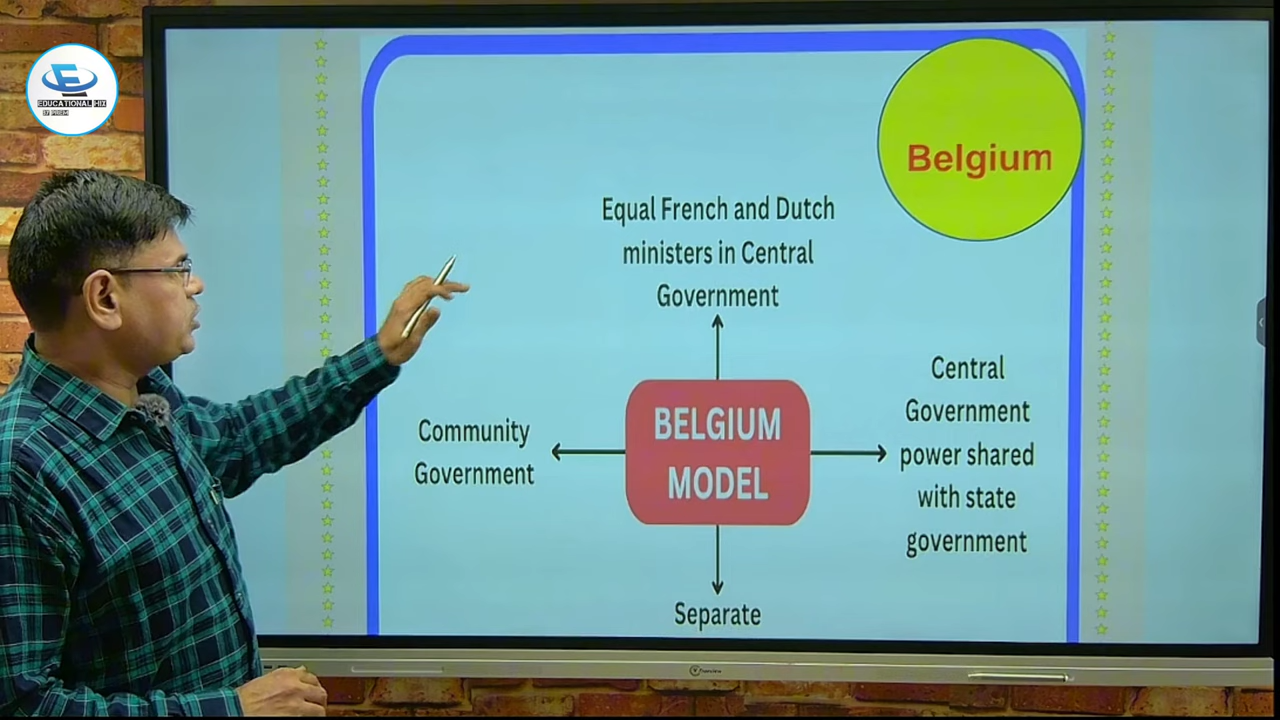 EDUCATIONAL HIZ
Belgium
Equal French and Dutch
ministers in Central
Government
Central
Government
power shared
with state
government
BELGIUM
MODEL
Community
Government
Separate